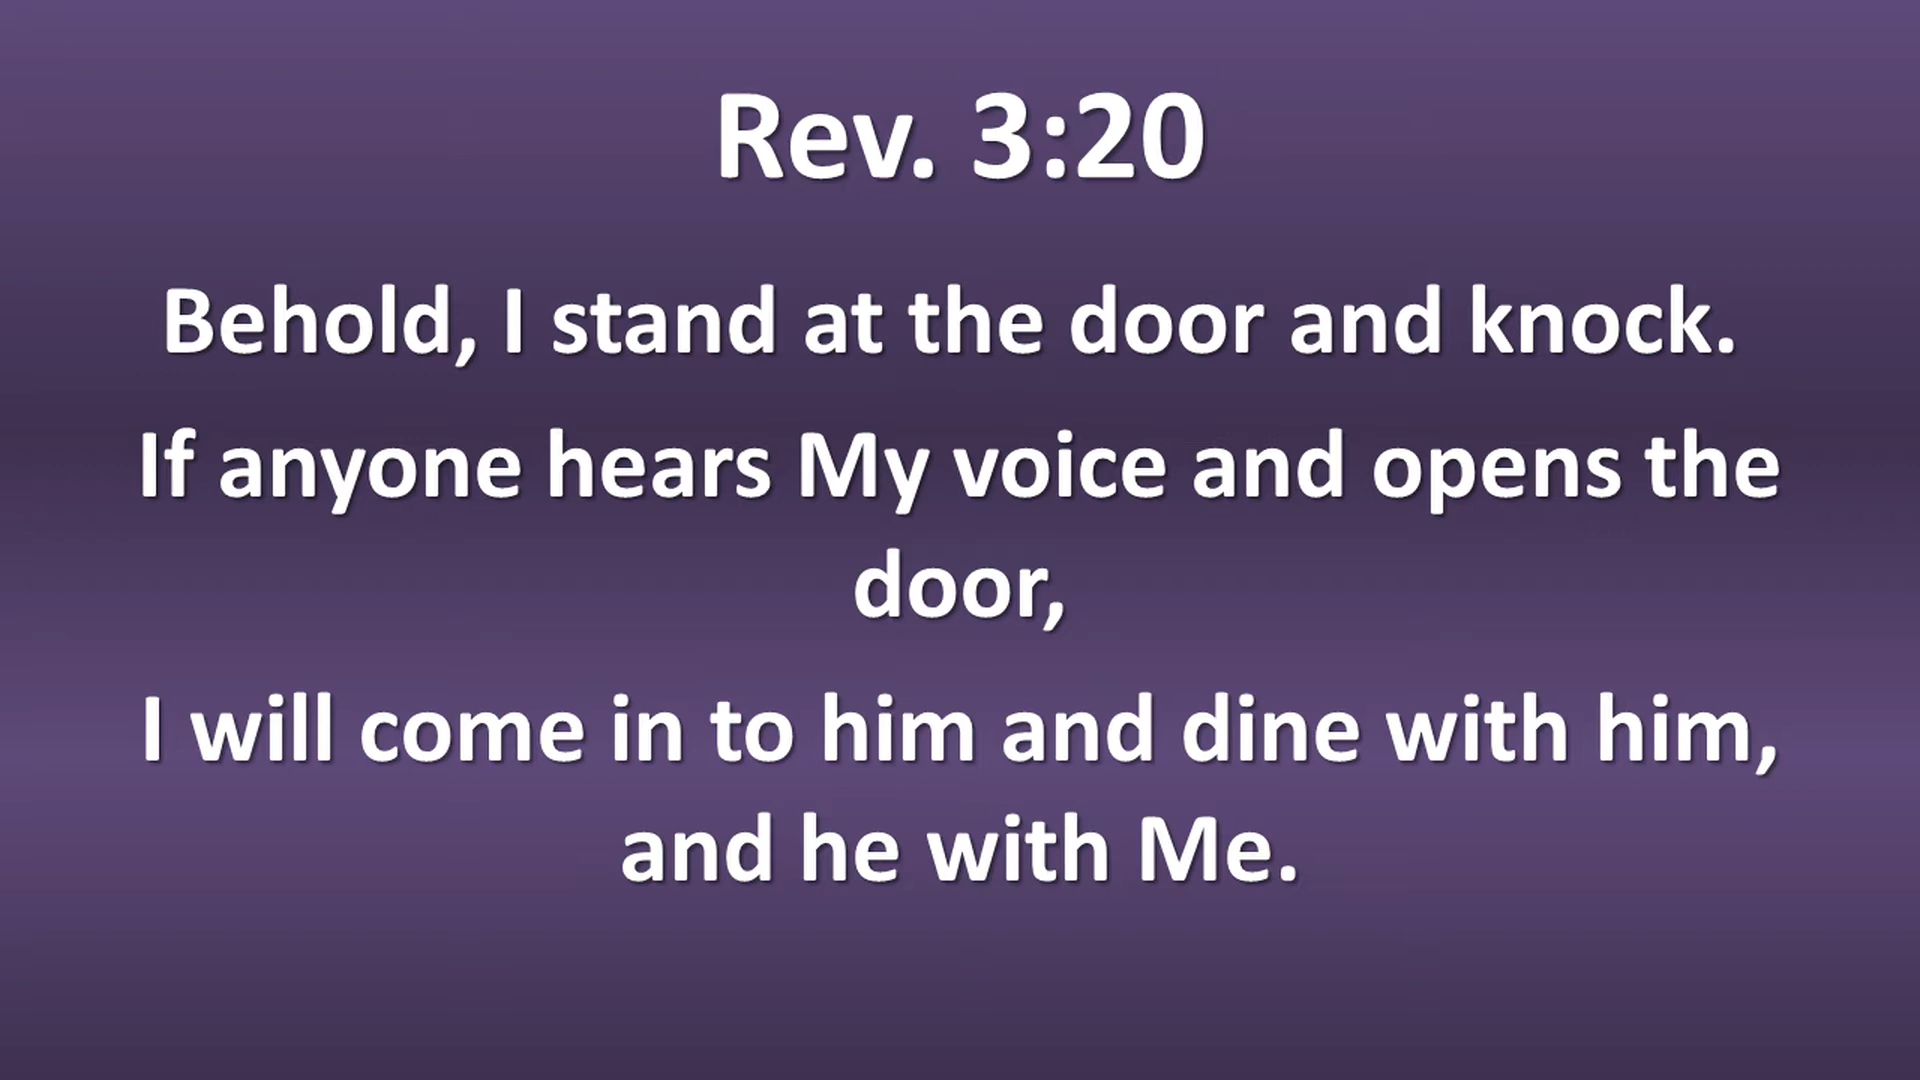 Rev. 3:20
Behold, I stand at the door and knock.
If anyone hears My voice and opens the
door,
I will come in to him and dine with him,
and he with Me.